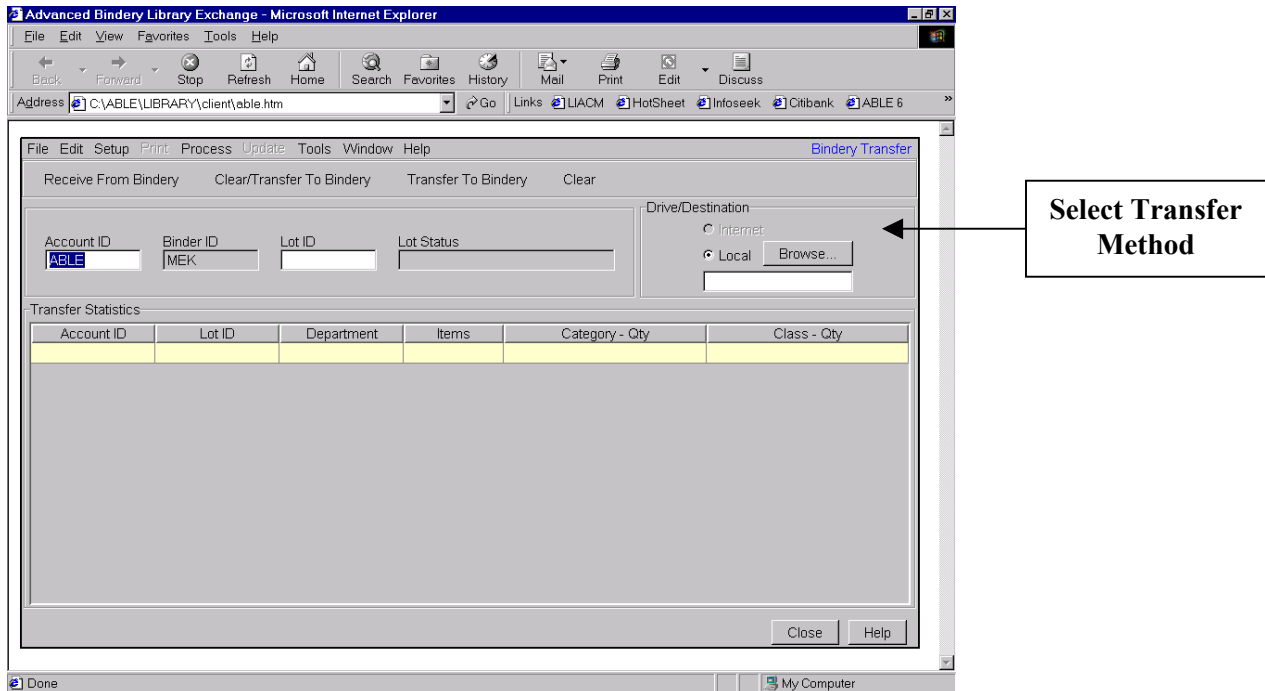 Advanced Bindery Library Exchange - Microsoft Internet Explorer
File Edit View Favorites Tools Help
Back Forward Stop Refresh Home Search Favorites History Mail Print Edit Discuss
Address C:\ABLE\LIBRARY\client\able.htm Go Links LIACM HotSheet Infoseek Citibank ABLE 6 »
File Edit Setup Print Process Update Tools Window Help Bindery Transfer
Receive From Bindery Clear/Transfer To Bindery Transfer To Bindery Clear
Drive/Destination
Internet
Account ID Binder ID Lot ID Lot Status
ABLE MEK
Local Browse...
Select Transfer
Method
Transfer Statistics
Account ID Lot ID Department Items Category - Qty Class - Qty
Close Help
Done My Computer